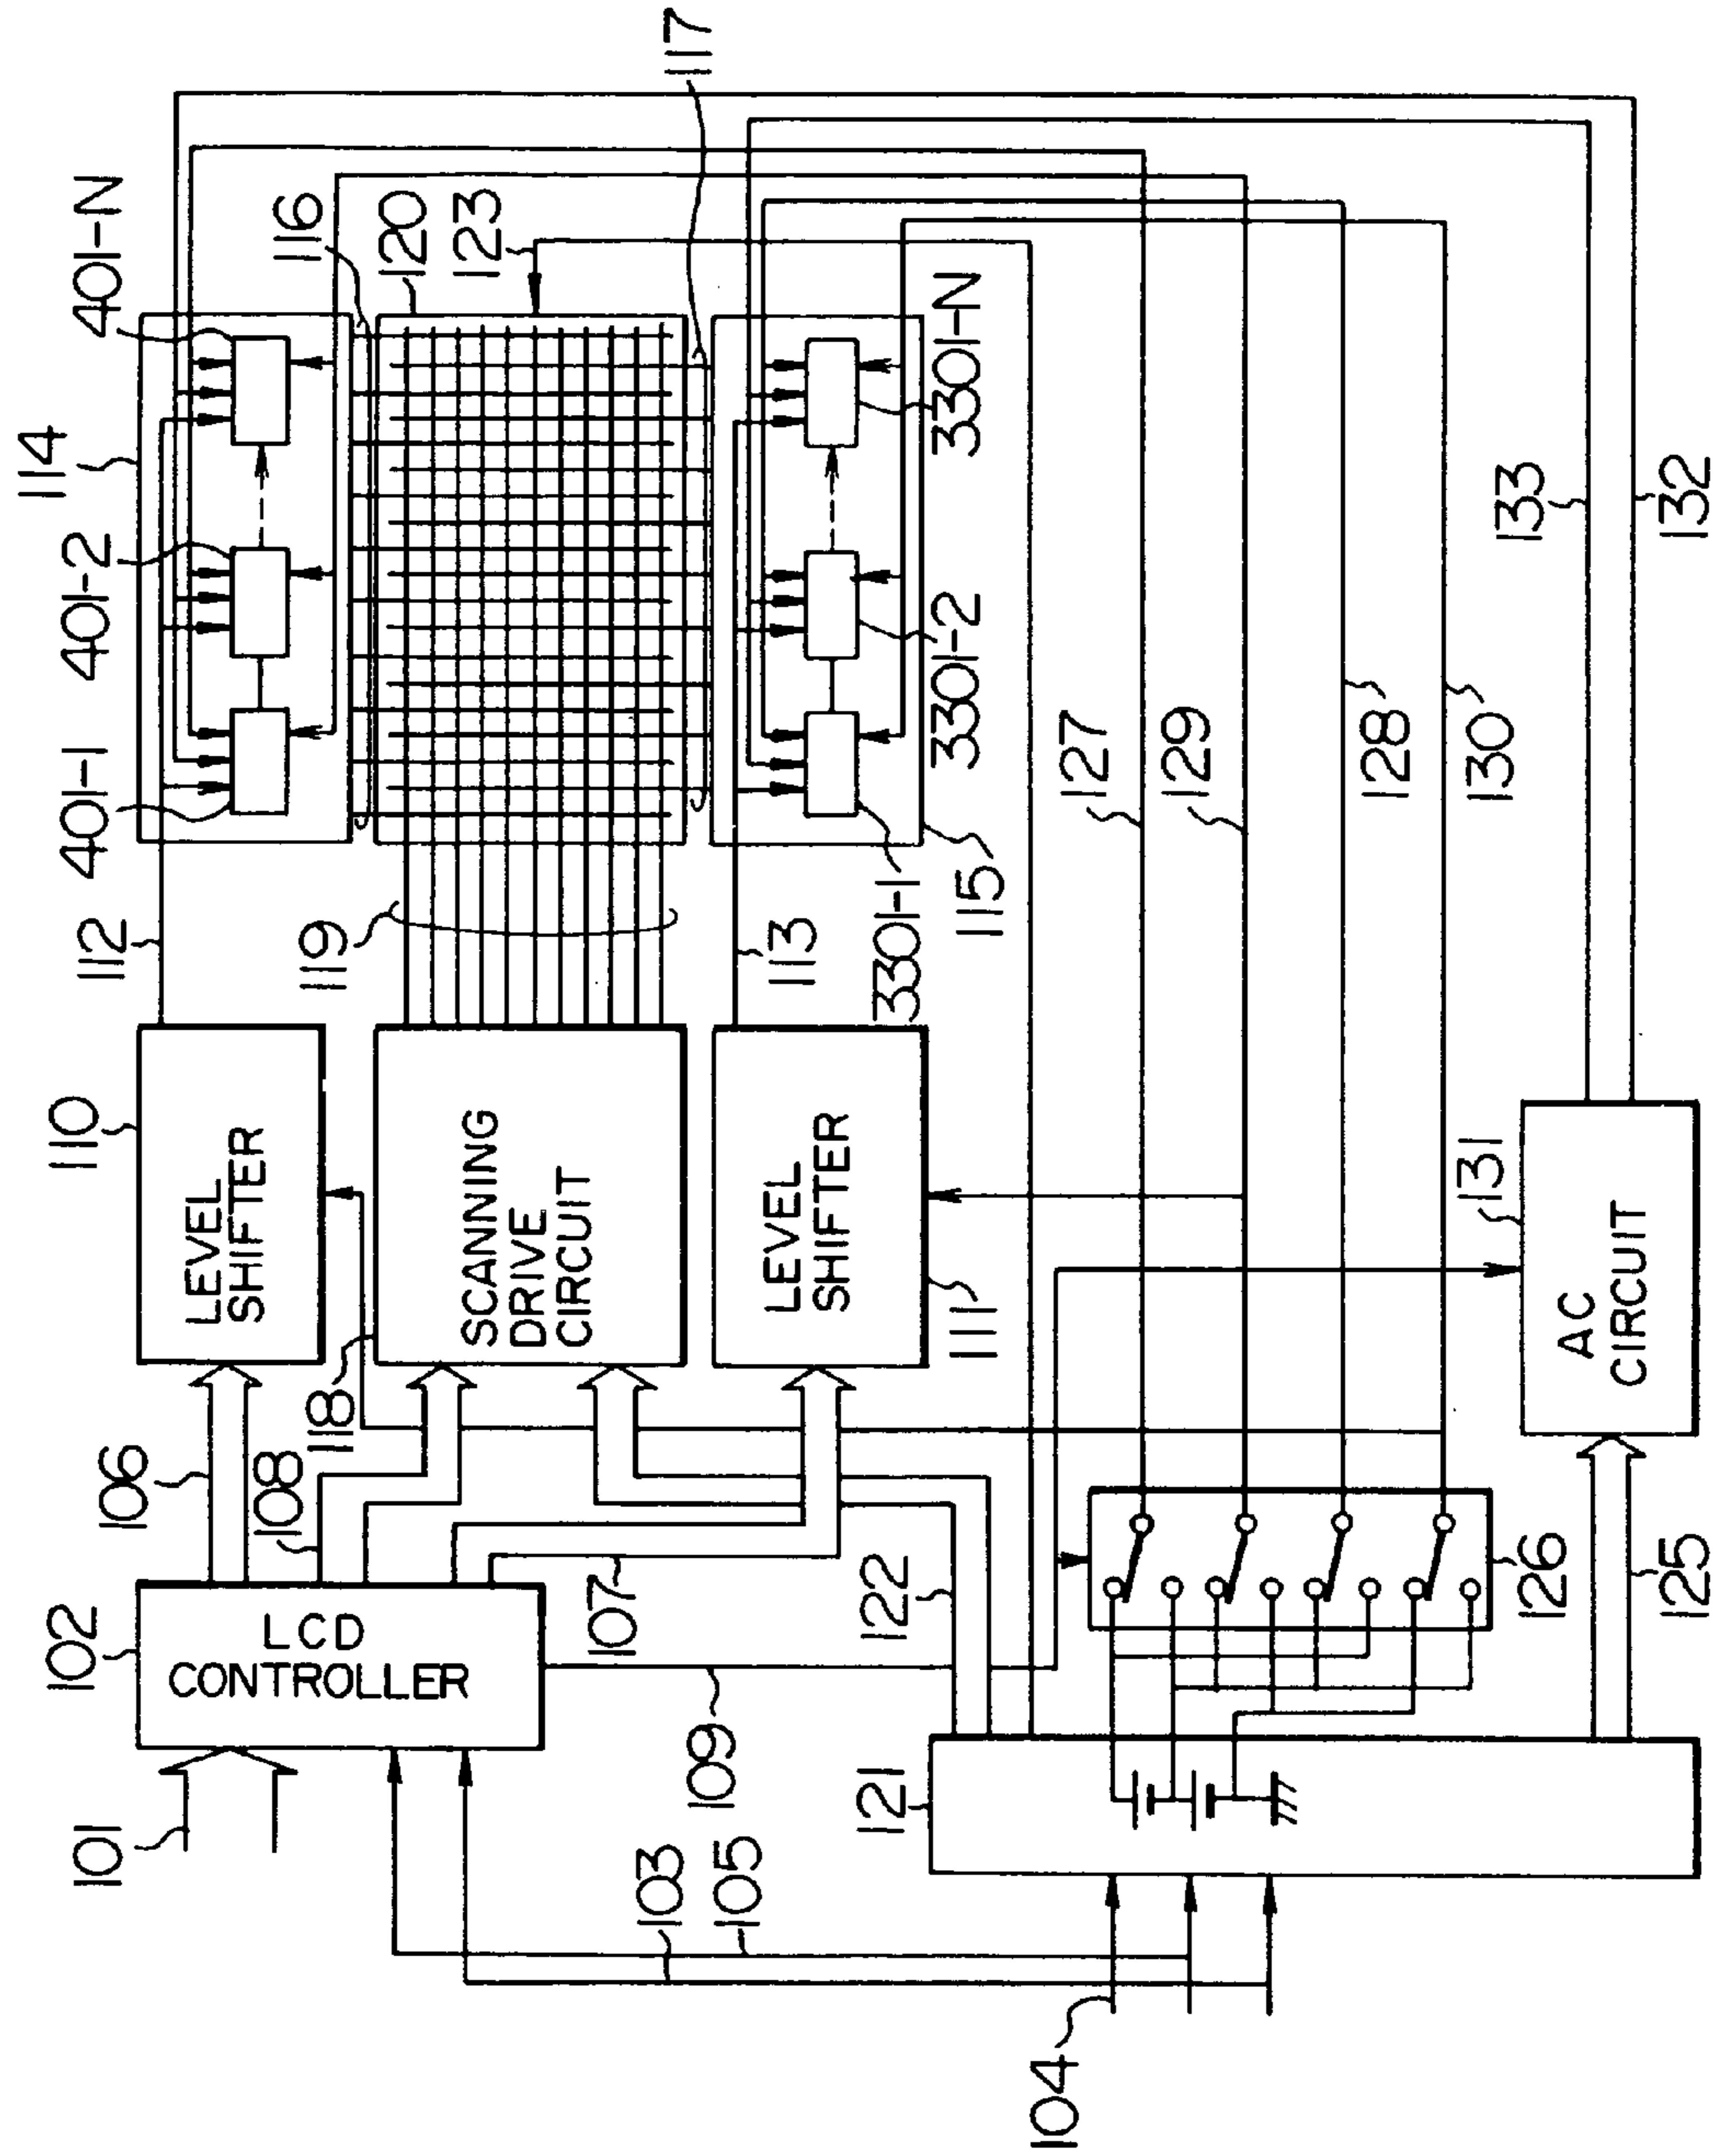 114
401-1
401-2
401-N
116
120
123
117
112
119
113
3301-1
3301-2
3301-N
115
110
LEVEL
SHIFTER
118
SCANNING
DRIVE
CIRCUIT
LEVEL
SHIFTER
111
106
108
107
102
LCD
CONTROLLER
101
109
103
105
104
121
122
126
125
127
129
128
130
131
AC
CIRCUIT
133
132